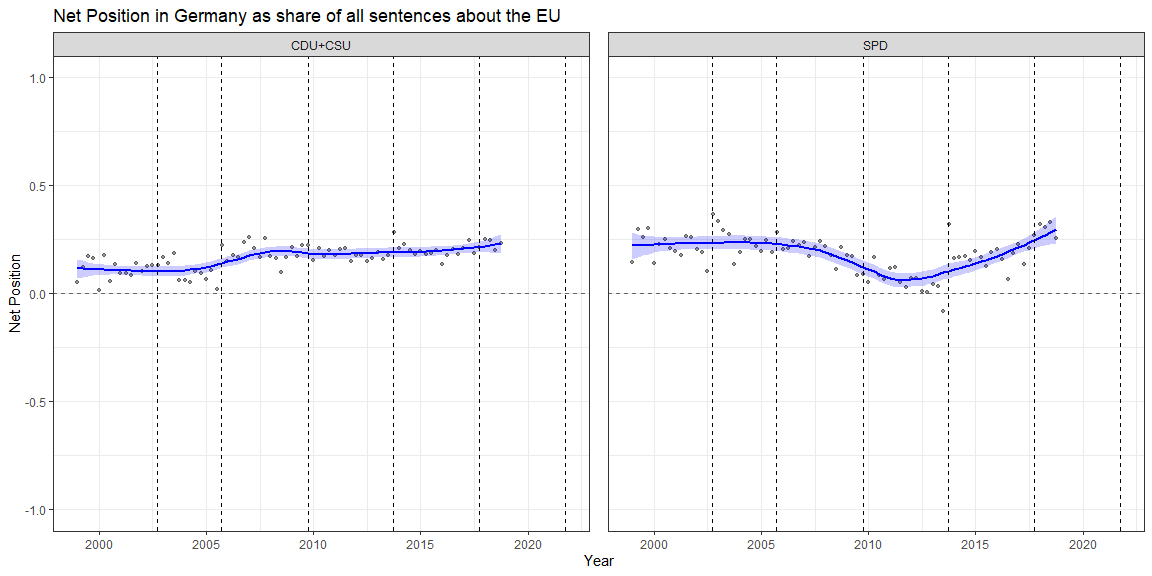 Net Position in Germany as share of all sentences about the EU
CDU+CSU
SPD
Net Position
1.0
0.5
0.0
-0.5
-1.0
2000 2005 2010 2015 2020
2000 2005 2010 2015 2020
Year